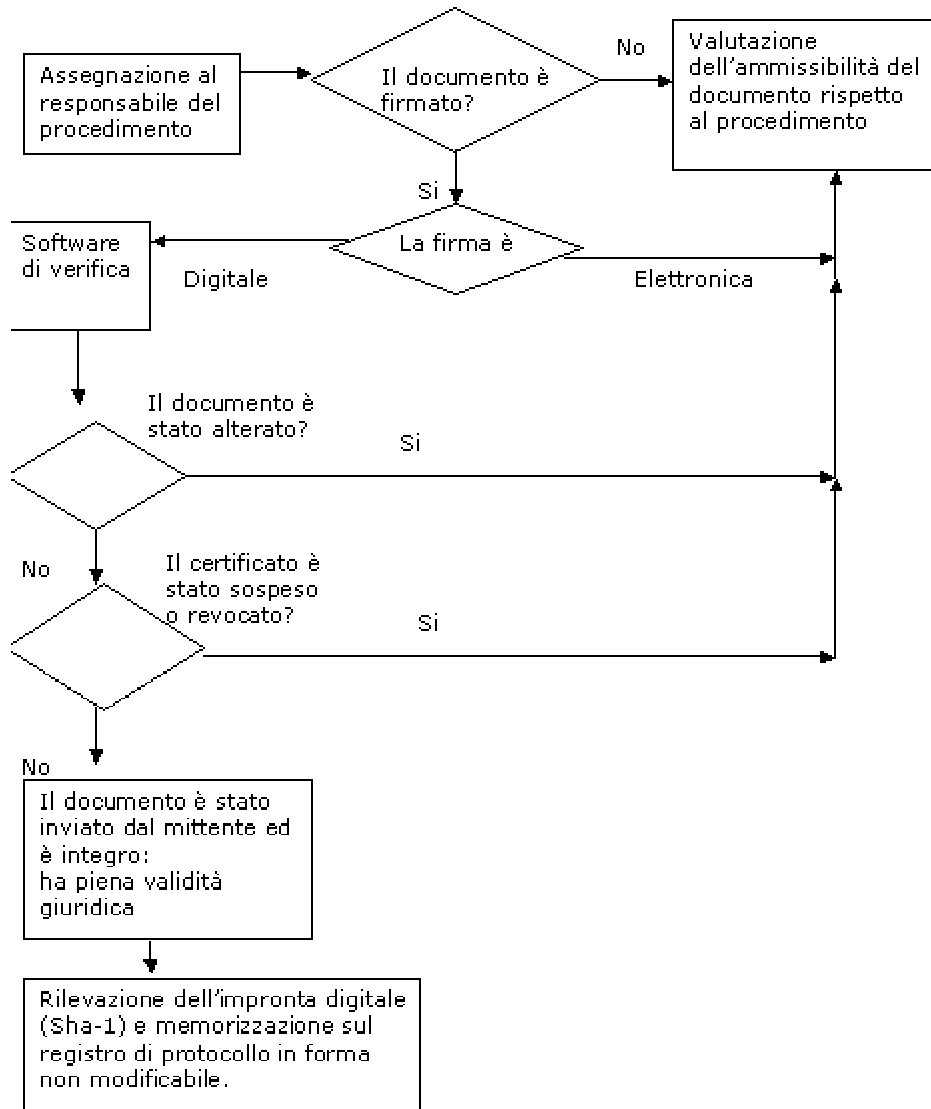 Assegnazione al
responsabile del
procedimento
Il documento è
firmato?
No
Valutazione
dell'ammissibilità del
documento rispetto
al procedimento
Si
La firma è
Software
di verifica
Digitale
Elettronica
Il documento è
stato alterato?
Si
No
Il certificato è
stato sospeso
o revocato?
Si
No
Il documento è stato
inviato dal mittente ed
è integro:
ha piena validità
giuridica
Rilevazione dell'impronta digitale
(Sha-1) e memorizzazione sul
registro di protocollo in forma
non modificabile.